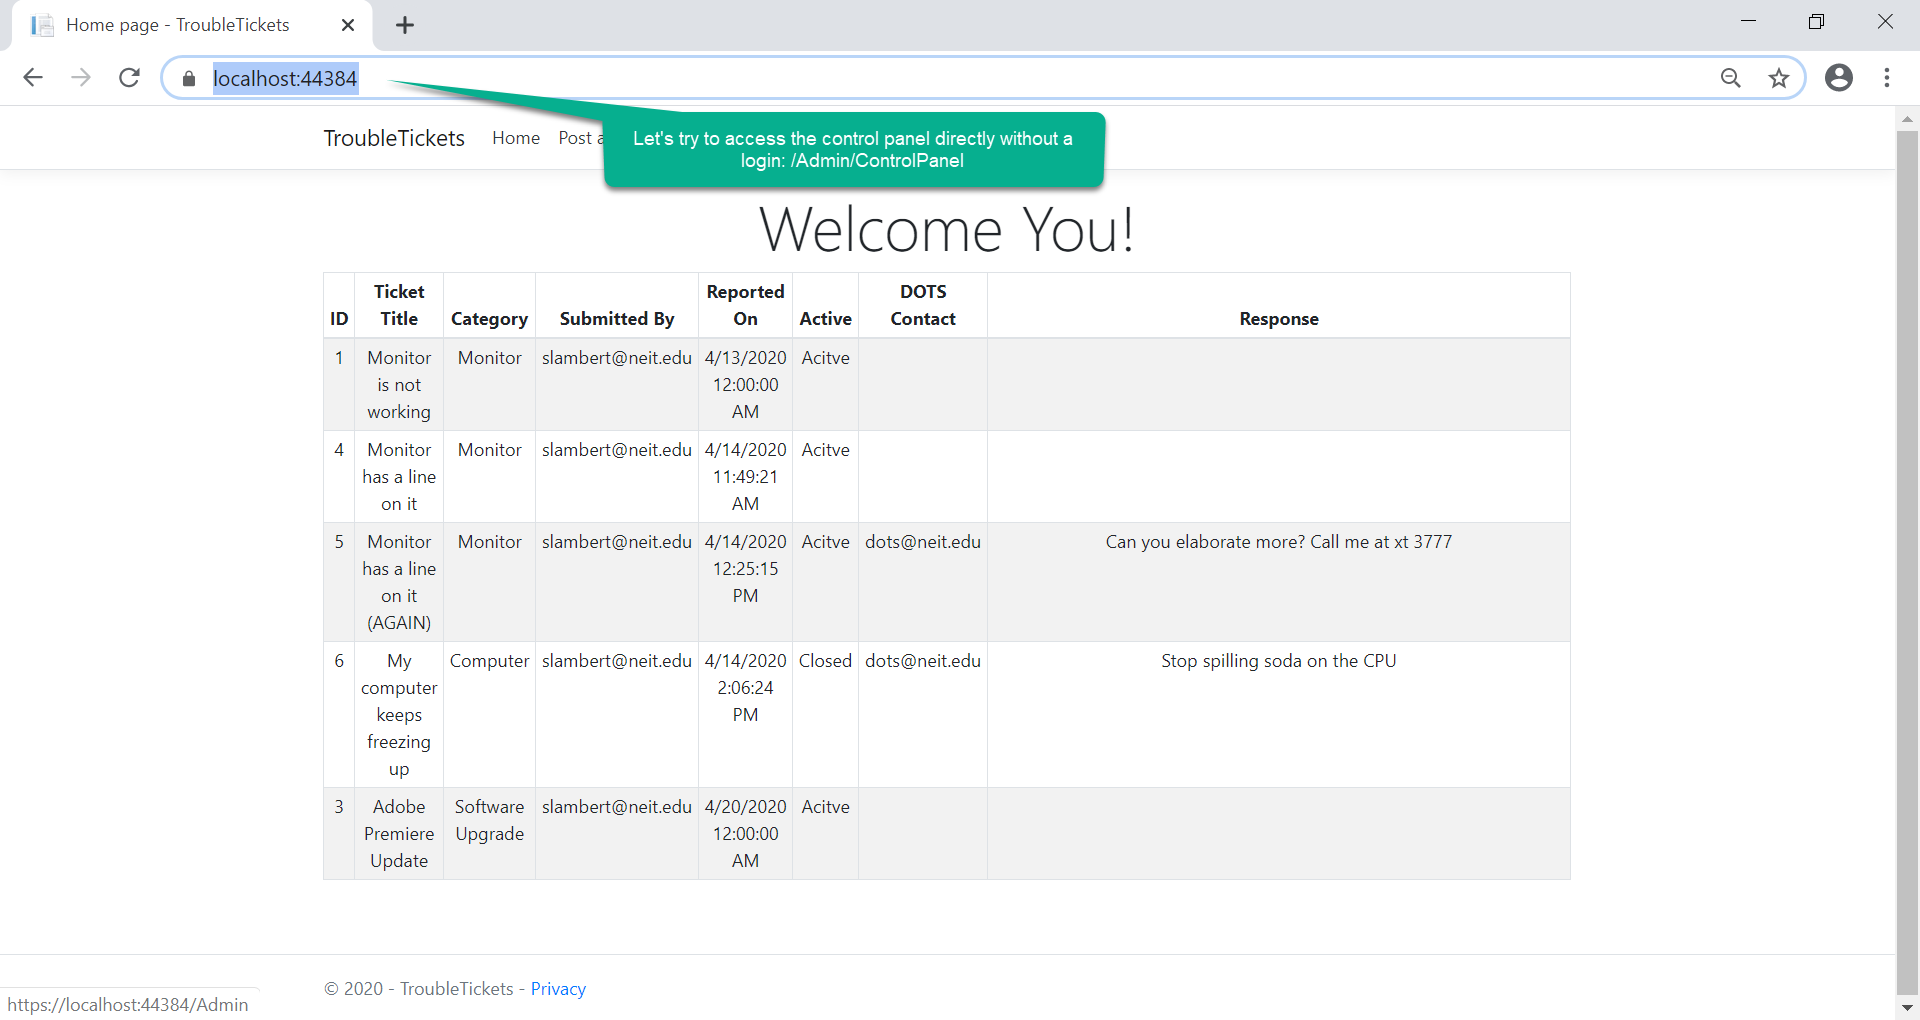 Home page - TroubleTickets
localhost:44384
TroubleTickets Home Post a
Let's try to access the control panel directly without a
login: /Admin/ControlPanel
Welcome You!
ID Ticket Title Category Submitted By Reported On Active DOTS Contact Response
1 Monitor is not working Monitor slambert@neit.edu 4/13/2020 12:00:00 AM Acitve
4 Monitor has a line on it Monitor slambert@neit.edu 4/14/2020 11:49:21 AM Acitve
5 Monitor has a line on it (AGAIN) Monitor slambert@neit.edu 4/14/2020 12:25:15 PM Acitve dots@neit.edu Can you elaborate more? Call me at xt 3777
6 My computer keeps freezing up Computer slambert@neit.edu 4/14/2020 2:06:24 PM Closed dots@neit.edu Stop spilling soda on the CPU
3 Adobe Premiere Update Software Upgrade slambert@neit.edu 4/20/2020 12:00:00 AM Acitve
© 2020 - TroubleTickets - Privacy
https://localhost:44384/Admin